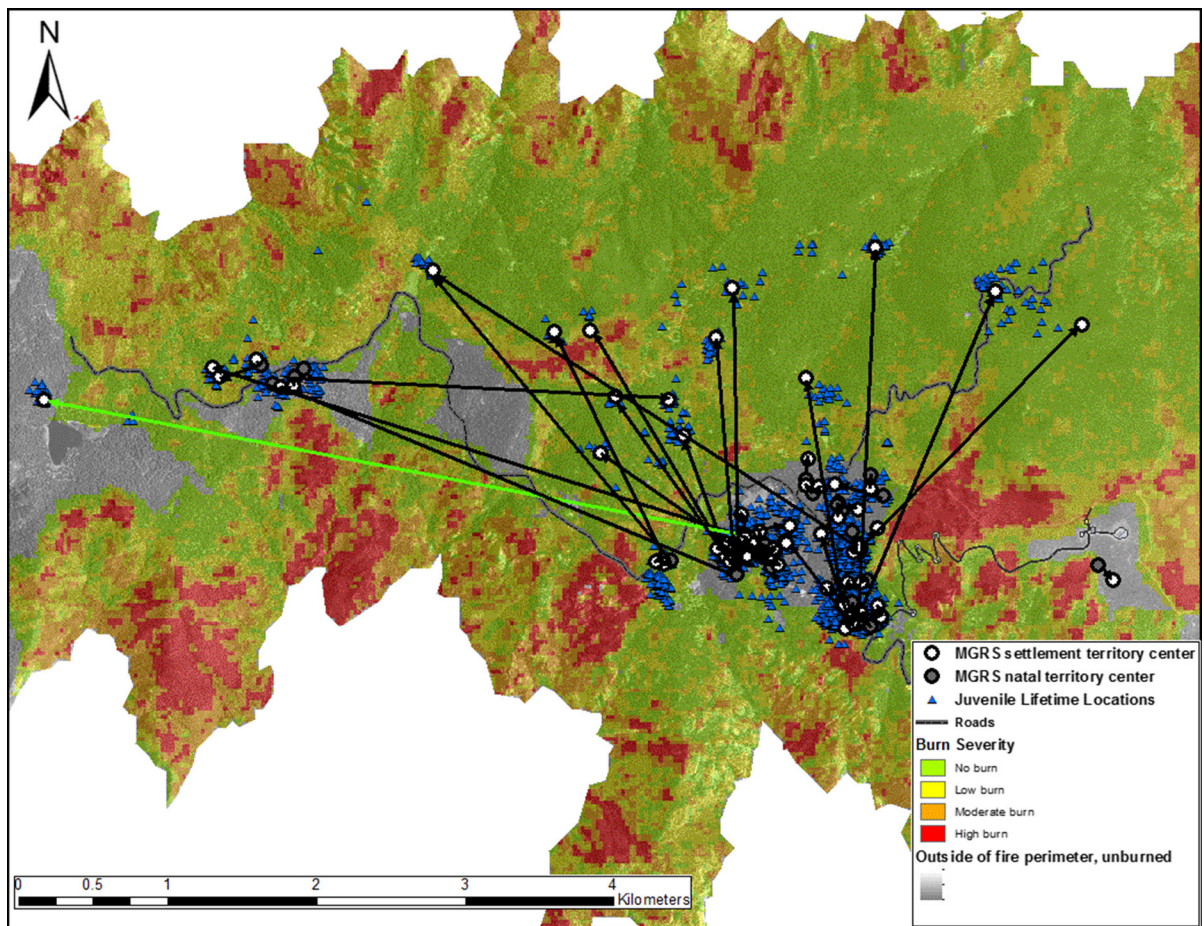 N
MGRS settlement territory center
MGRS natal territory center
Juvenile Lifetime Locations
Roads
Burn Severity
No burn
Low burn
Moderate burn
High burn
Outside of fire perimeter, unburned
0 0.5 1 2 3 4
Kilometers